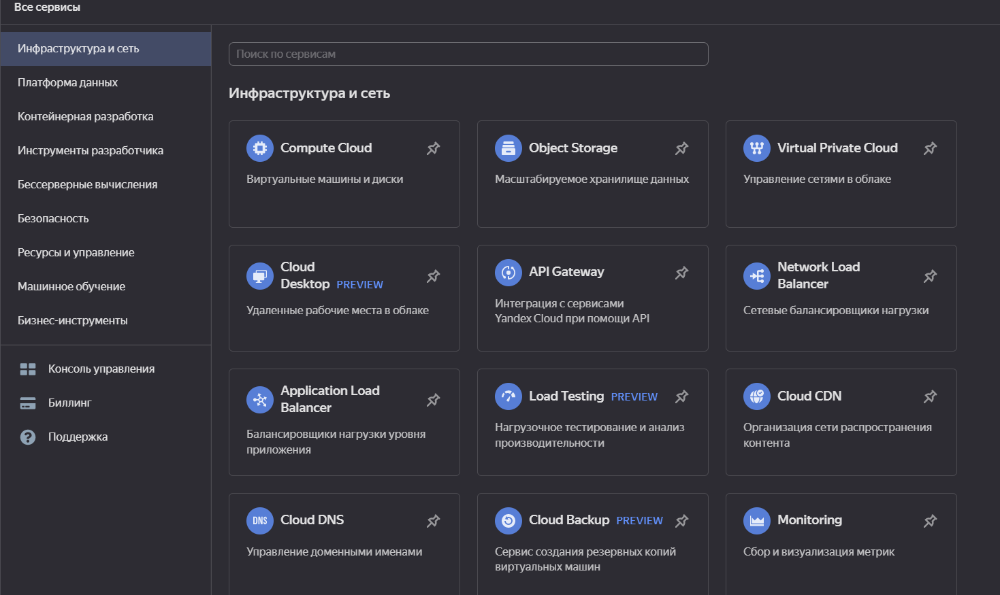 Все сервисы
Инфраструктура и сеть
Платформа данных
Контейнерная разработка
Инструменты разработчика
Бессерверные вычисления
Безопасность
Ресурсы и управление
Машинное обучение
Бизнес-инструменты
Консоль управления
Биллинг
Поддержка
Поиск по сервисам
Инфраструктура и сеть
Compute Cloud
Виртуальные машины и диски
Object Storage
Масштабируемое хранилище данных
Virtual Private Cloud
Управление сетями в облаке
Cloud
Desktop PREVIEW
Удаленные рабочие места в облаке
API Gateway
Интеграция с сервисами
Yandex Cloud при помощи API
Network Load
Balancer
Сетевые балансировщики нагрузки
Application Load
Balancer
Балансировщики нагрузки уровня
приложения
Load Testing PREVIEW
Нагрузочное тестирование и анализ
производительности
Cloud CDN
Организация сети распространения
контента
DNS
Cloud DNS
Управление доменными именами
Cloud Backup PREVIEW
Сервис создания резервных копий
виртуальных машин
Monitoring
Сбор и визуализация метрик